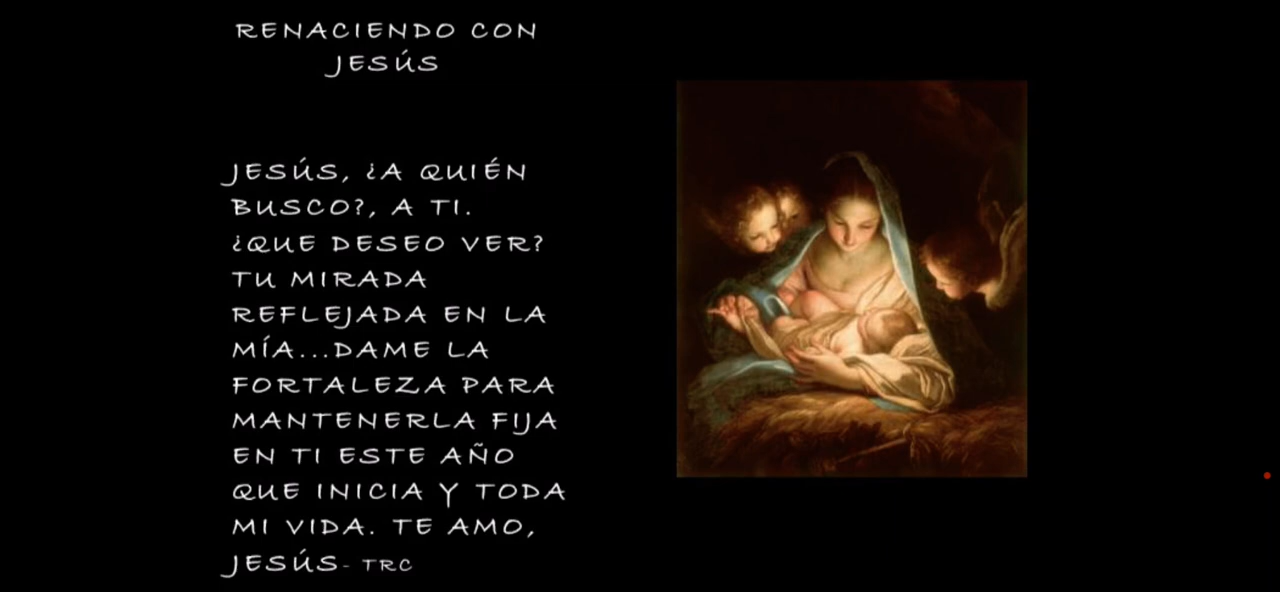 RENACIENDO CON
JESÚS
JESÚS, ¿A QUIÉN
BUSCO?, A TI.
¿QUE DESEO VER?
TU MIRADA
REFLEJADA EN LA
MÍA...DAME LA
FORTALEZA PARA
MANTENERLA FIJA
EN TI ESTE AÑO
QUE INICIA Y TODA
MI VIDA. TE AMO,
JESÚS- TRC